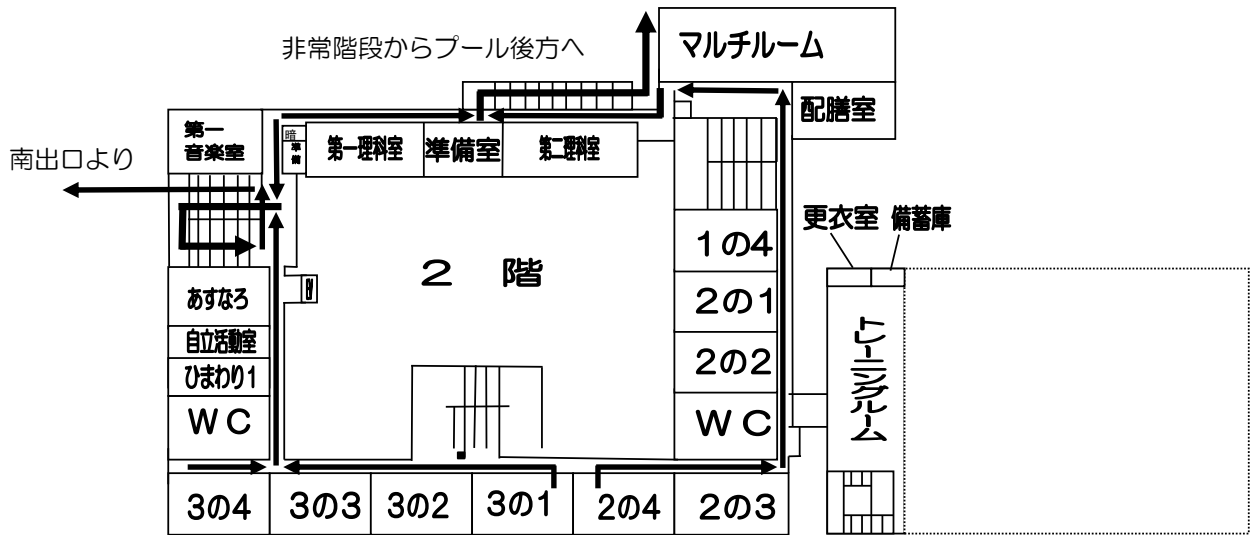 マルチルーム
非常階段からプール後方へ
配膳室
第一
音楽室
暗
準備
第一理科室
準備室
第二理科室
南出口より
1の4
更衣室
備蓄庫
2 階
2の1
あすなろ
自立活動室
ひまわり1
2の2
トレーニングルーム
WC
WC
3の4
3の3
3の2
3の1
2の4
2の3